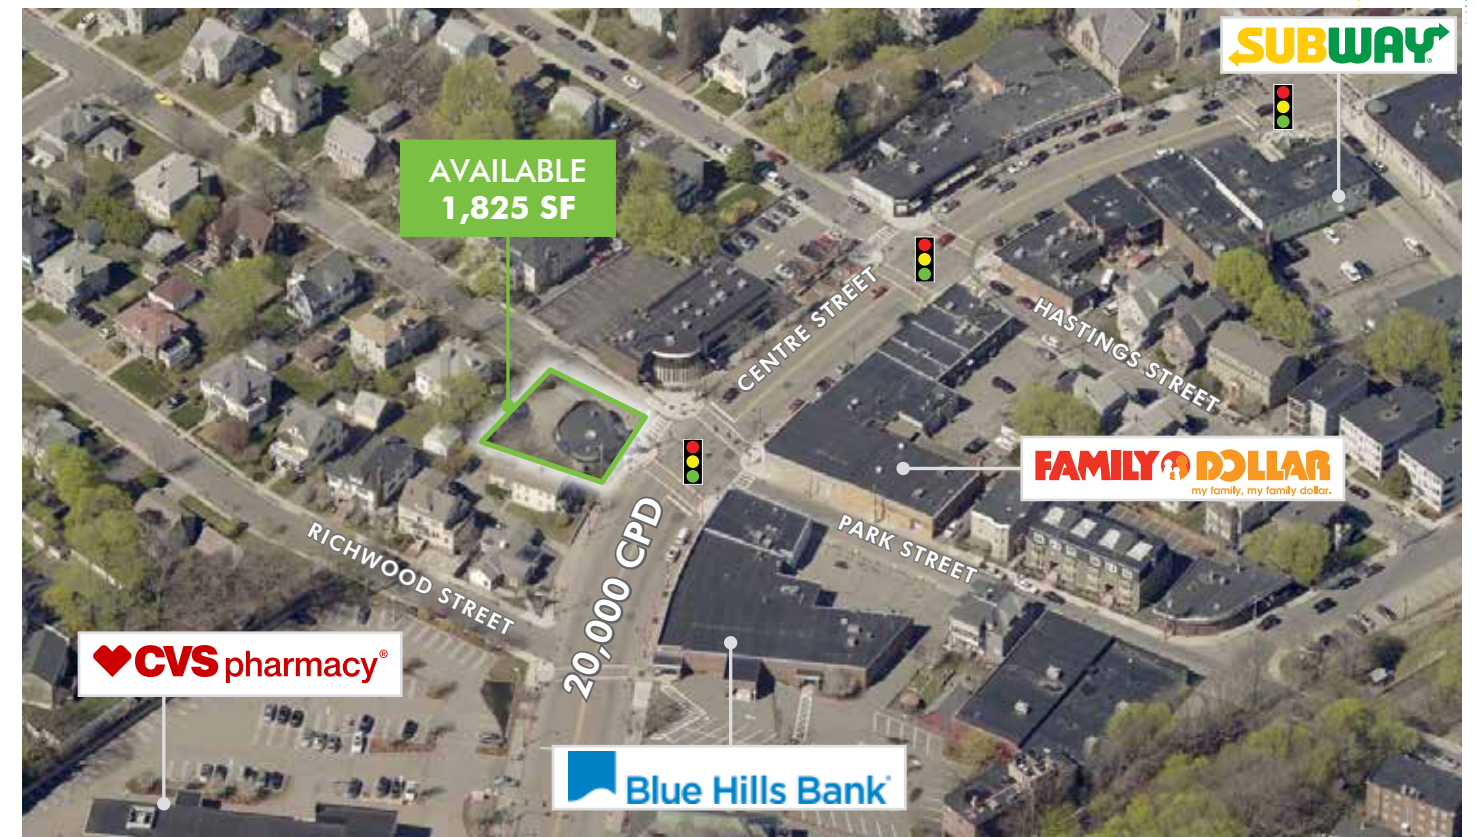 SUBWAY
AVAILABLE
1,825 SF
CENTRE STREET
HASTINGS STREET
FAMILY DOLLAR
my family, my family dollar.
PARK STREET
20,000 CPD
RICHWOOD STREET
CVS pharmacy®
Blue Hills Bank